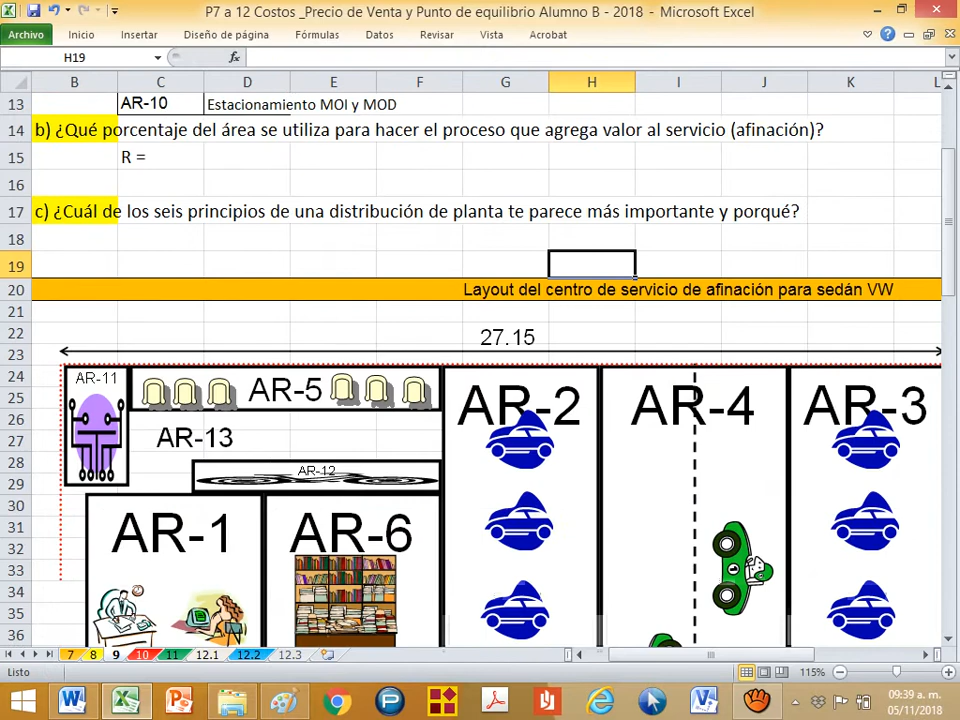 P7 a 12 Costos _Precio de Venta y Punto de equilibrio Alumno B - 2018 - Microsoft Excel
Archivo Inicio Insertar Diseño de página Fórmulas Datos Revisar Vista Acrobat
H19 fx
B C D E F G H I J K L
13 AR-10 Estacionamiento MOI y MOD
14 b) ¿Qué porcentaje del área se utiliza para hacer el proceso que agrega valor al servicio (afinación)?
15 R =
16
17 c) ¿Cuál de los seis principios de una distribución de planta te parece más importante y porqué?
18
19
20 Layout del centro de servicio de afinación para sedán VW
21
22 27.15
23
24 AR-11 AR-5 AR-2 AR-4 AR-3
25
26
27 AR-13
28 AR-12
29
30
31 AR-1 AR-6
32
33
34 1
35
36
7 8 9 10 11 12.1 12.2 12.3
Listo 115%
09:39 a. m.
05/11/2018